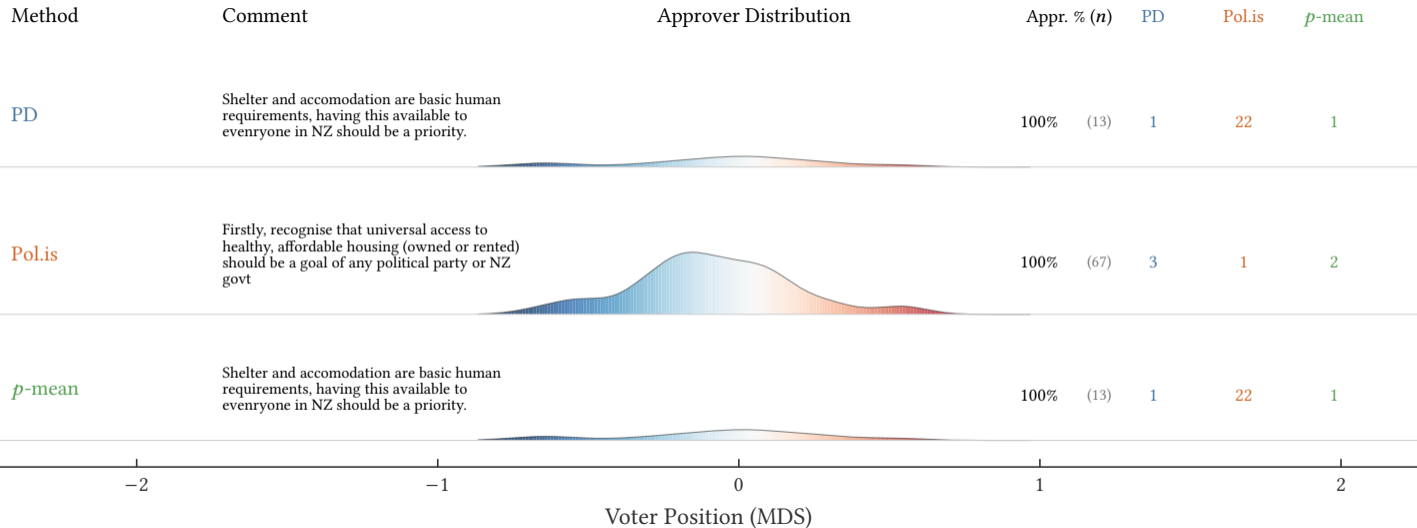 Method Comment Approver Distribution Appr. % (n) PD Pol.is p-mean
PD
Shelter and accomodation are basic human
requirements, having this available to
evenryone in NZ should be a priority.
100% (13) 1 22 1
Pol.is
Firstly, recognise that universal access to
healthy, affordable housing (owned or rented)
should be a goal of any political party or NZ
govt
100% (67) 3 1 2
p-mean
Shelter and accomodation are basic human
requirements, having this available to
evenryone in NZ should be a priority.
100% (13) 1 22 1
−2 −1 0 1 2
Voter Position (MDS)